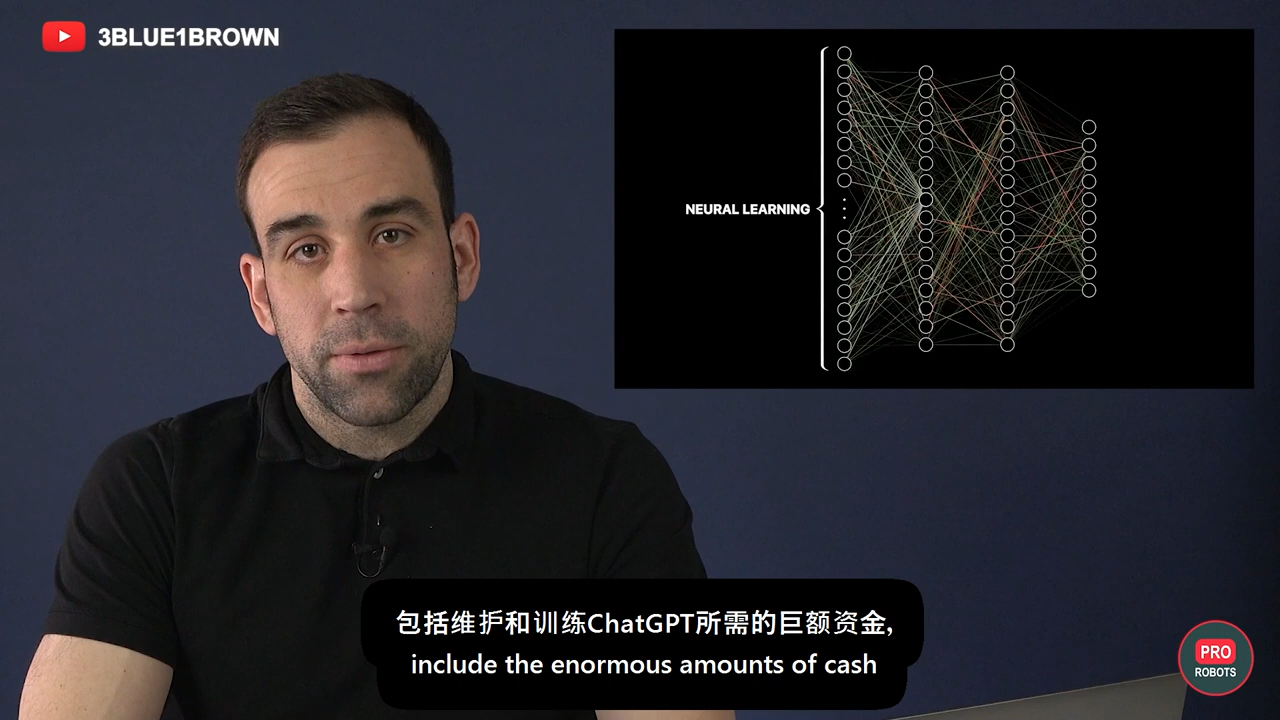 3BLUE1BROWN
NEURAL LEARNING
包括维护和训练ChatGPT所需的巨额资金,
include the enormous amounts of cash
PRO
ROBOTS